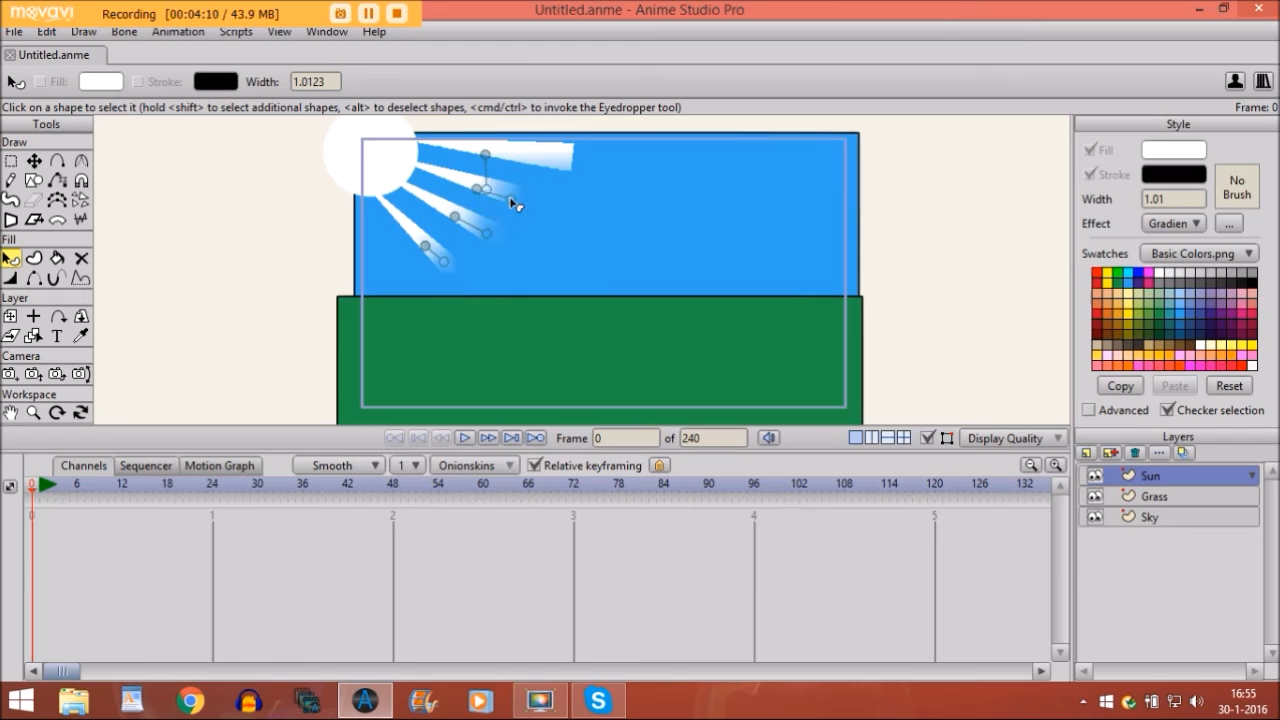 movavi Recording [00:04:10 / 43.9 MB] Untitled.anme - Anime Studio Pro
File Edit Draw Bone Animation Scripts View Window Help
Untitled.anme
Fill: Stroke: Width: 1.0123
Click on a shape to select it (hold <shift> to select additional shapes, <alt> to deselect shapes, <cmd/ctrl> to invoke the Eyedropper tool) Frame: 0
Tools
Draw
Fill
Layer
T
Camera
Workspace
Style
Fill
Stroke
Width 1.01
No
Brush
Effect Gradien ...
Swatches Basic Colors.png
Copy Paste Reset
Advanced Checker selection
Frame 0 of 240 Display Quality
Layers
Sun
Grass
Sky
Channels Sequencer Motion Graph Smooth 1 Onionskins Relative keyframing
0 6 12 18 24 30 36 42 48 54 60 66 72 78 84 90 96 102 108 114 120 126 132
0 1 2 3 4 5
16:55
30-1-2016